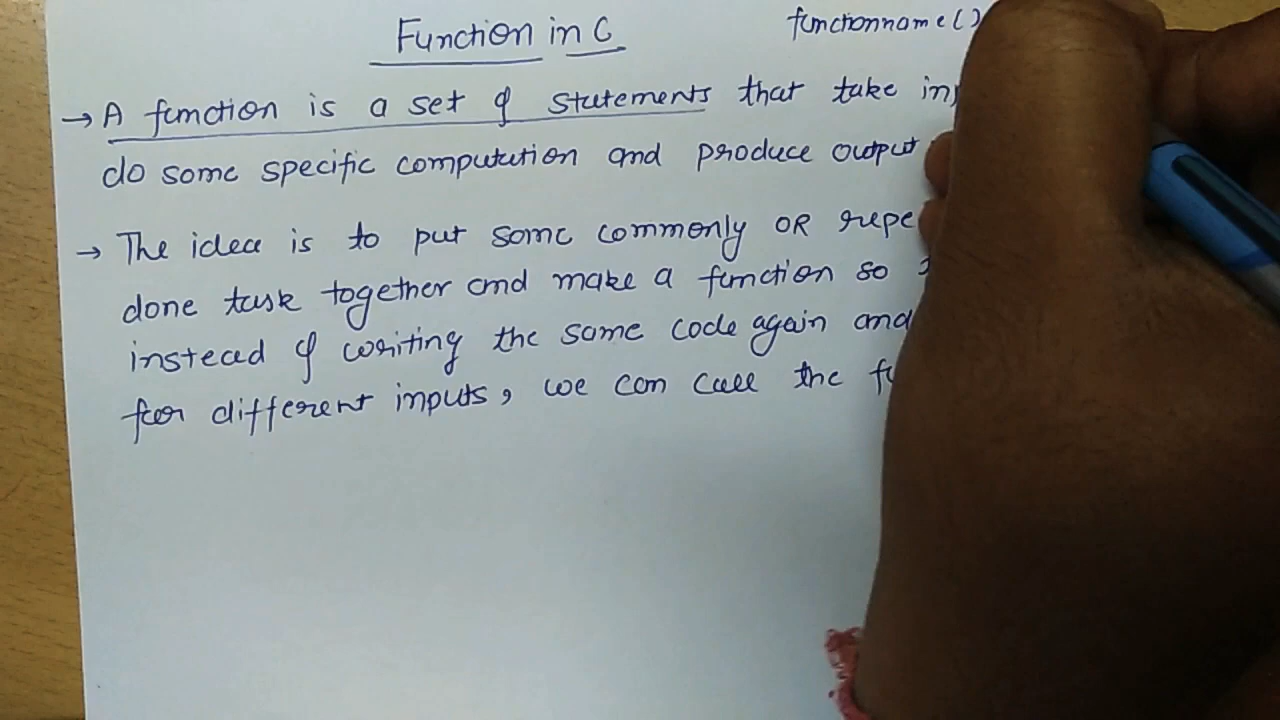 Function in C
functionname()
→ A function is a set of statements that take
do some specific computation and produce output
→ The idea is to put some commonly OR
done task together and make a function so
instead of writing the same code again and
for different inputs, we can call the